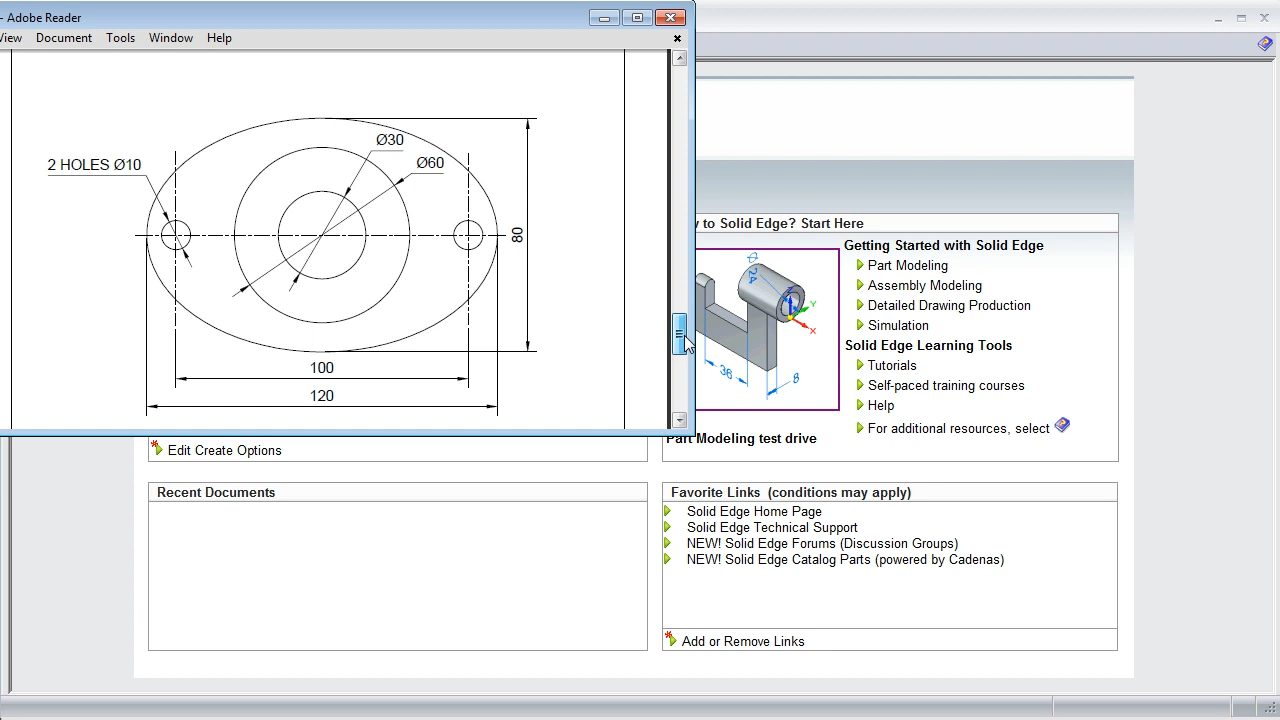 - Adobe Reader
View Document Tools Window Help
Ø30
2 HOLES Ø10
Ø60
80
100
120
y to Solid Edge? Start Here
Getting Started with Solid Edge
Part Modeling
Assembly Modeling
Detailed Drawing Production
Simulation
Solid Edge Learning Tools
Tutorials
Self-paced training courses
Help
For additional resources, select
Ø 24
Z
Y
X
36
8
Part Modeling test drive
Edit Create Options
Recent Documents
Favorite Links (conditions may apply)
Solid Edge Home Page
Solid Edge Technical Support
NEW! Solid Edge Forums (Discussion Groups)
NEW! Solid Edge Catalog Parts (powered by Cadenas)
Add or Remove Links